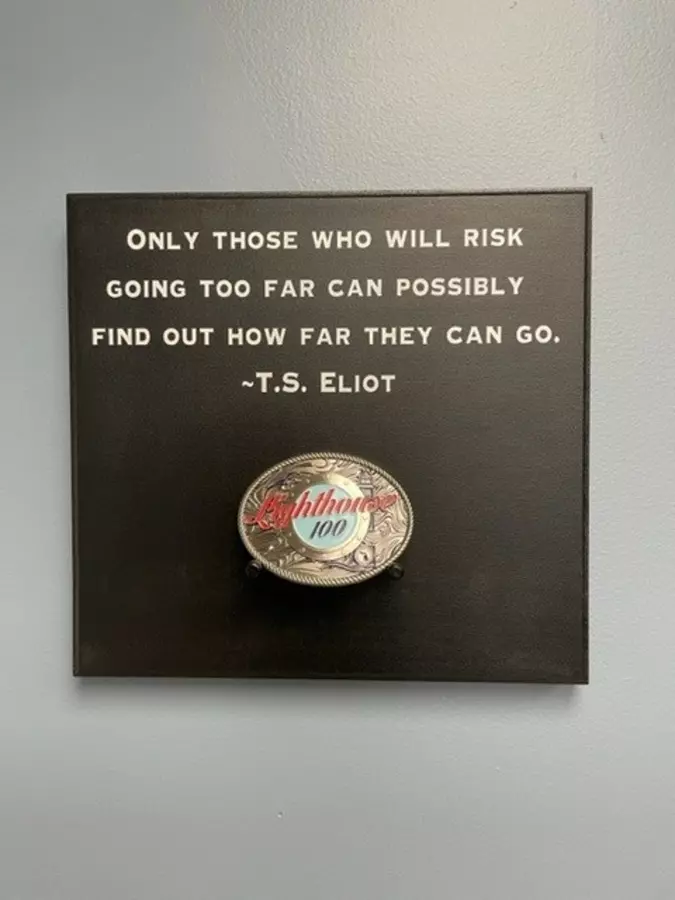 ONLY THOSE WHO WILL RISK
GOING TOO FAR CAN POSSIBLY
FIND OUT HOW FAR THEY CAN GO.
~T.S. ELIOT
Lighthouse
100